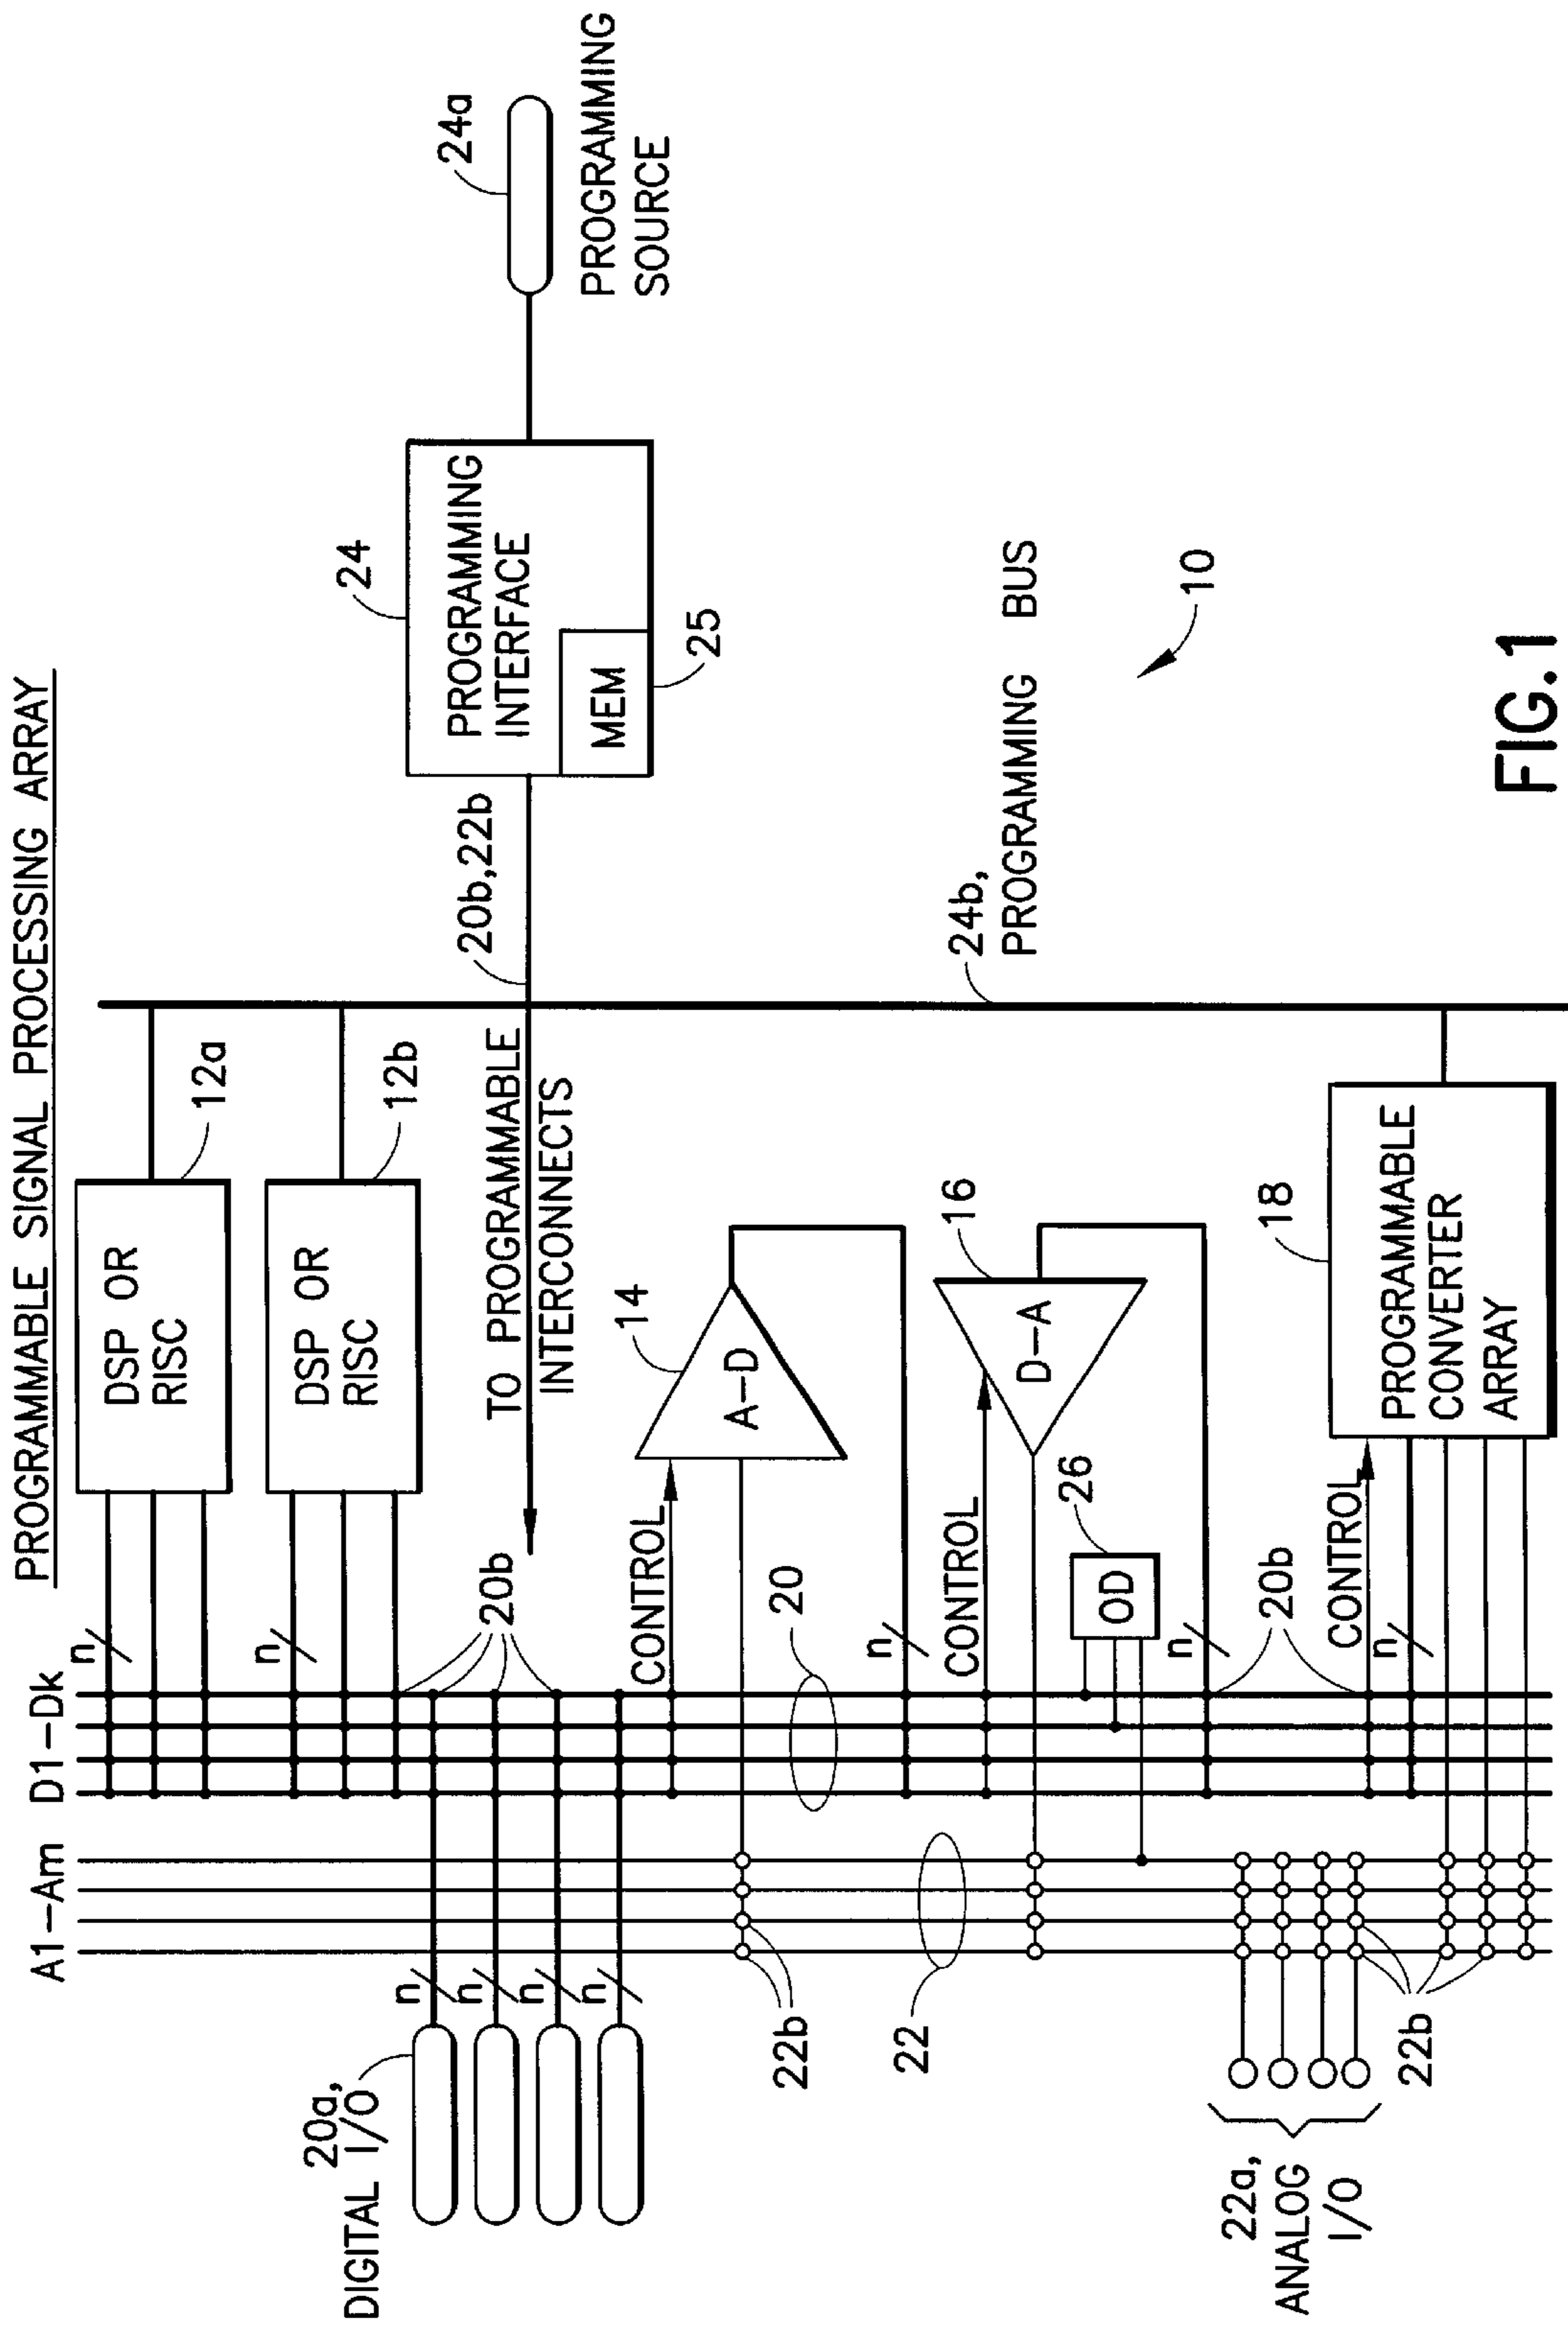 PROGRAMMABLE SIGNAL PROCESSING ARRAY
A1-Am
D1-Dk
n
DSP OR
RISC
12a
n
DSP OR
RISC
12b
20a,
DIGITAL I/O
n
n
n
n
20b
TO PROGRAMMABLE
INTERCONNECTS
20b,22b
24
PROGRAMMING
INTERFACE
MEM
25
24a
PROGRAMMING
SOURCE
CONTROL
14
A-D
22b
20
n
22
CONTROL
16
D-A
24b,
PROGRAMMING BUS
26
OD
n
10
20b
22a,
ANALOG
I/O
22b
CONTROL
n
18
PROGRAMMABLE
CONVERTER
ARRAY
FIG.1